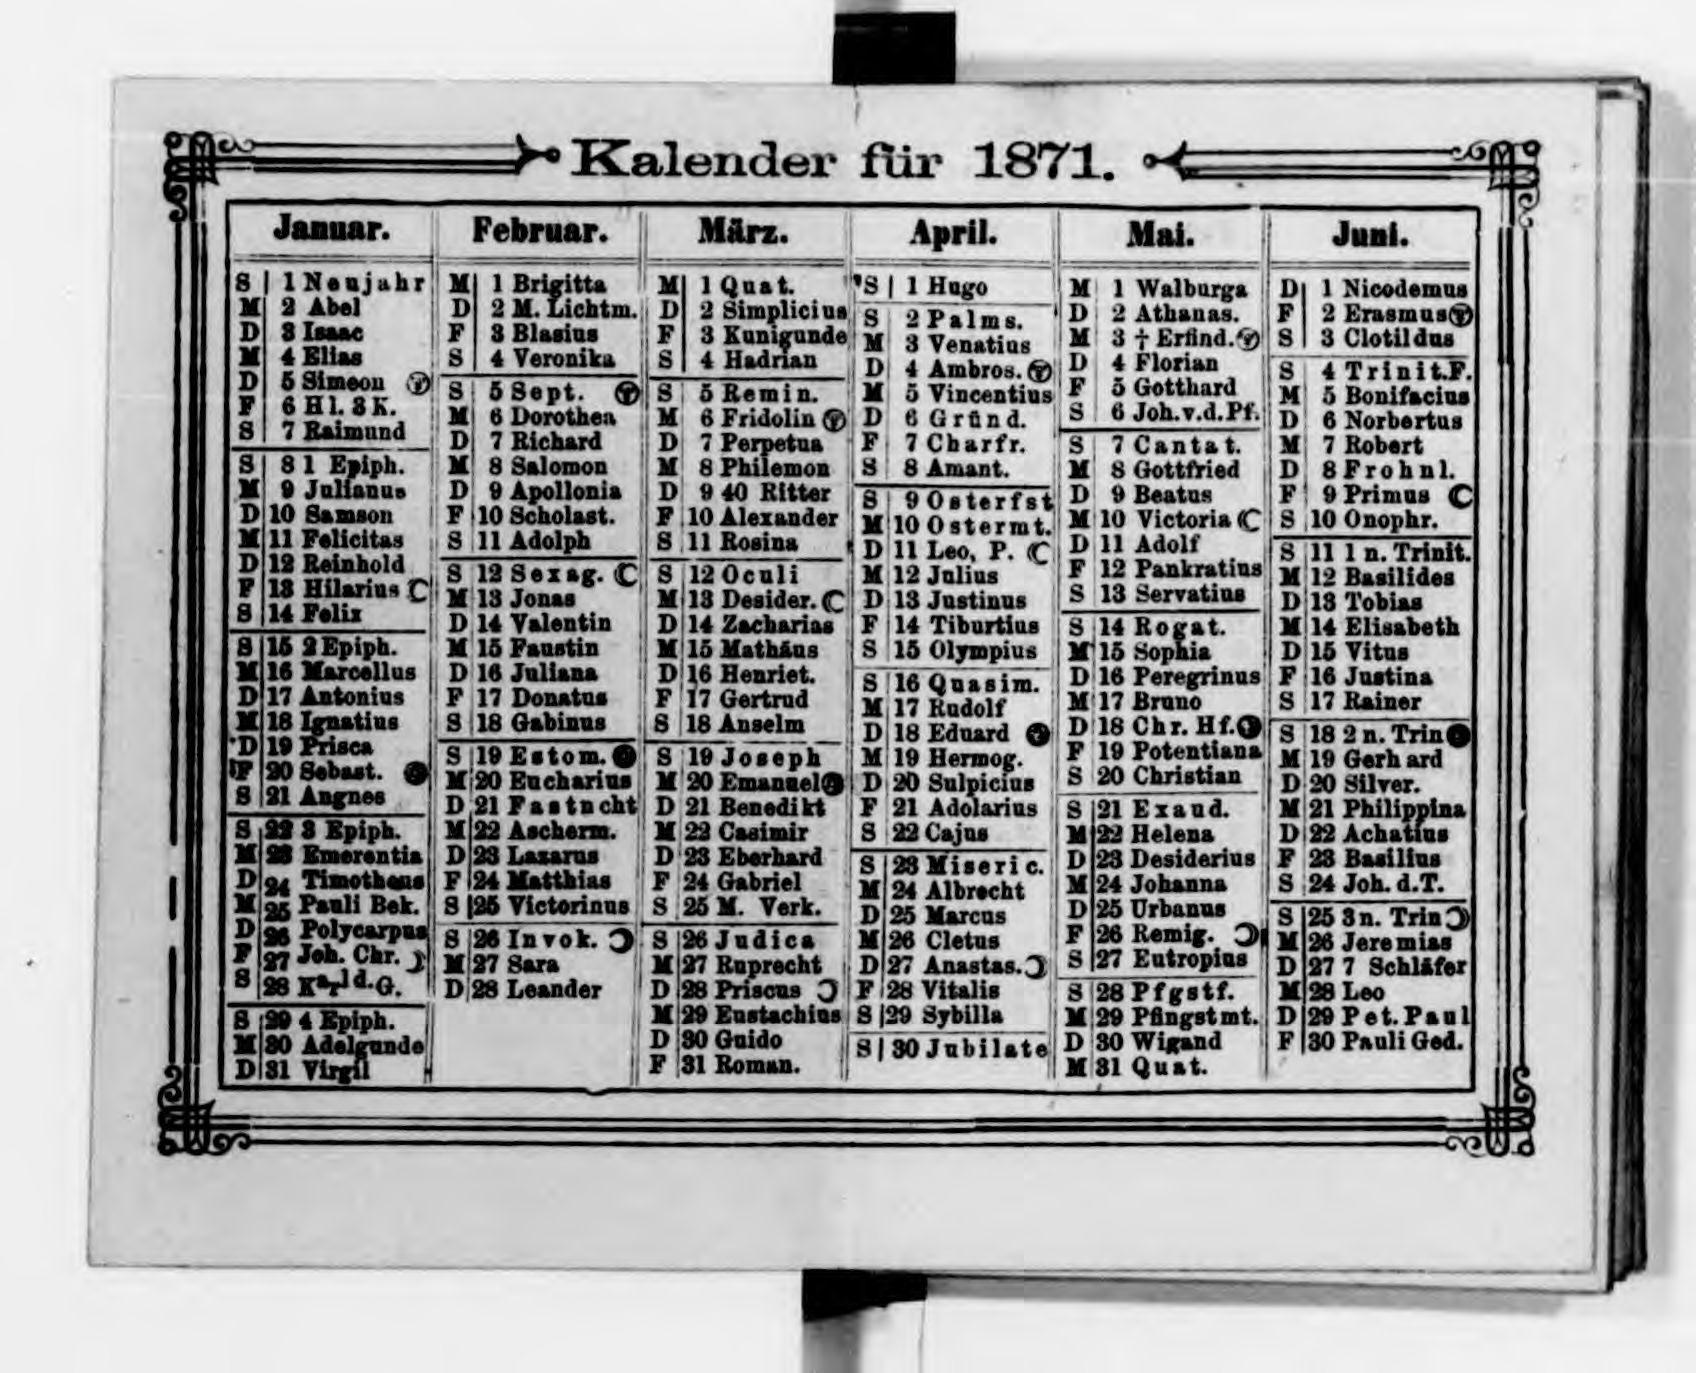 Kalender für 1871.
Januar.
S 1 Neujahr
M 2 Abel
D 3 Isaac
M 4 Elias
D 5 Simeon
F 6 Hl. 3 K.
S 7 Raimund
S 8 1 Epiph.
M 9 Julianus
D 10 Samson
M 11 Felicitas
D 12 Reinhold
F 13 Hilarius
S 14 Felix
S 15 2 Epiph.
M 16 Marcellus
D 17 Antonius
M 18 Ignatius
D 19 Prisca
F 20 Sebast.
S 21 Angnes
S 22 3 Epiph.
M 23 Emerentia
D 24 Timotheus
M 25 Pauli Bek.
D 26 Polycarpus
F 27 Joh. Chr.
S 28 Karl d. G.
S 29 4 Epiph.
M 30 Adelgunde
D 31 Virgil
Februar.
M 1 Brigitta
D 2 M. Lichtm.
F 3 Blasius
S 4 Veronika
S 5 Sept.
M 6 Dorothea
D 7 Richard
M 8 Salomon
D 9 Apollonia
F 10 Scholast.
S 11 Adolph
S 12 Sexag.
M 13 Jonas
D 14 Valentin
M 15 Faustin
D 16 Juliana
F 17 Donatus
S 18 Gabinus
S 19 Estom.
M 20 Eucharius
D 21 Fastncht
M 22 Ascherm.
D 23 Lazarus
F 24 Matthias
S 25 Victorinus
S 26 Invok.
M 27 Sara
D 28 Leander
März.
M 1 Quat.
D 2 Simplicius
F 3 Kunigunde
S 4 Hadrian
S 5 Remin.
M 6 Fridolin
D 7 Perpetua
M 8 Philemon
D 9 40 Ritter
F 10 Alexander
S 11 Rosina
S 12 Oculi
M 13 Desider.
D 14 Zacharias
M 15 Mathäus
D 16 Henriet.
F 17 Gertrud
S 18 Anselm
S 19 Joseph
M 20 Emanuel
D 21 Benedikt
M 22 Casimir
D 23 Eberhard
F 24 Gabriel
S 25 M. Verk.
S 26 Judica
M 27 Ruprecht
D 28 Priscus
M 29 Eustachius
D 30 Guido
F 31 Roman.
April.
S 1 Hugo
S 2 Palms.
M 3 Venatius
D 4 Ambros.
M 5 Vincentius
D 6 Gründ.
F 7 Charfr.
S 8 Amant.
S 9 Osterfst
M 10 Ostermt.
D 11 Leo, P.
M 12 Julius
D 13 Justinus
F 14 Tiburtius
S 15 Olympius
S 16 Quasim.
M 17 Rudolf
D 18 Eduard
M 19 Hermog.
D 20 Sulpicius
F 21 Adolarius
S 22 Cajus
S 23 Miseric.
M 24 Albrecht
D 25 Marcus
M 26 Cletus
D 27 Anastas.
F 28 Vitalis
S 29 Sybilla
S 30 Jubilate
Mai.
M 1 Walburga
D 2 Athanas.
M 3 † Erfind.
D 4 Florian
F 5 Gotthard
S 6 Joh.v.d.Pf.
S 7 Cantat.
M 8 Gottfried
D 9 Beatus
M 10 Victoria
D 11 Adolf
F 12 Pankratius
S 13 Servatius
S 14 Rogat.
M 15 Sophia
D 16 Peregrinus
M 17 Bruno
D 18 Chr. Hf.
F 19 Potentiana
S 20 Christian
S 21 Exaud.
M 22 Helena
D 23 Desiderius
M 24 Johanna
D 25 Urbanus
F 26 Remig.
S 27 Eutropius
S 28 Pfgstf.
M 29 Pfingstmt.
D 30 Wigand
M 31 Quat.
Juni.
D 1 Nicodemus
F 2 Erasmus
S 3 Clotildus
S 4 Trinit.F.
M 5 Bonifacius
D 6 Norbertus
M 7 Robert
D 8 Frohnl.
F 9 Primus
S 10 Onophr.
S 11 1 n. Trinit.
M 12 Basilides
D 13 Tobias
M 14 Elisabeth
D 15 Vitus
F 16 Justina
S 17 Rainer
S 18 2 n. Trin
M 19 Gerhard
D 20 Silver.
M 21 Philippina
D 22 Achatius
F 23 Basilius
S 24 Joh. d.T.
S 25 3 n. Trin
M 26 Jeremias
D 27 7 Schläfer
M 28 Leo
D 29 Pet. Paul
F 30 Pauli Ged.